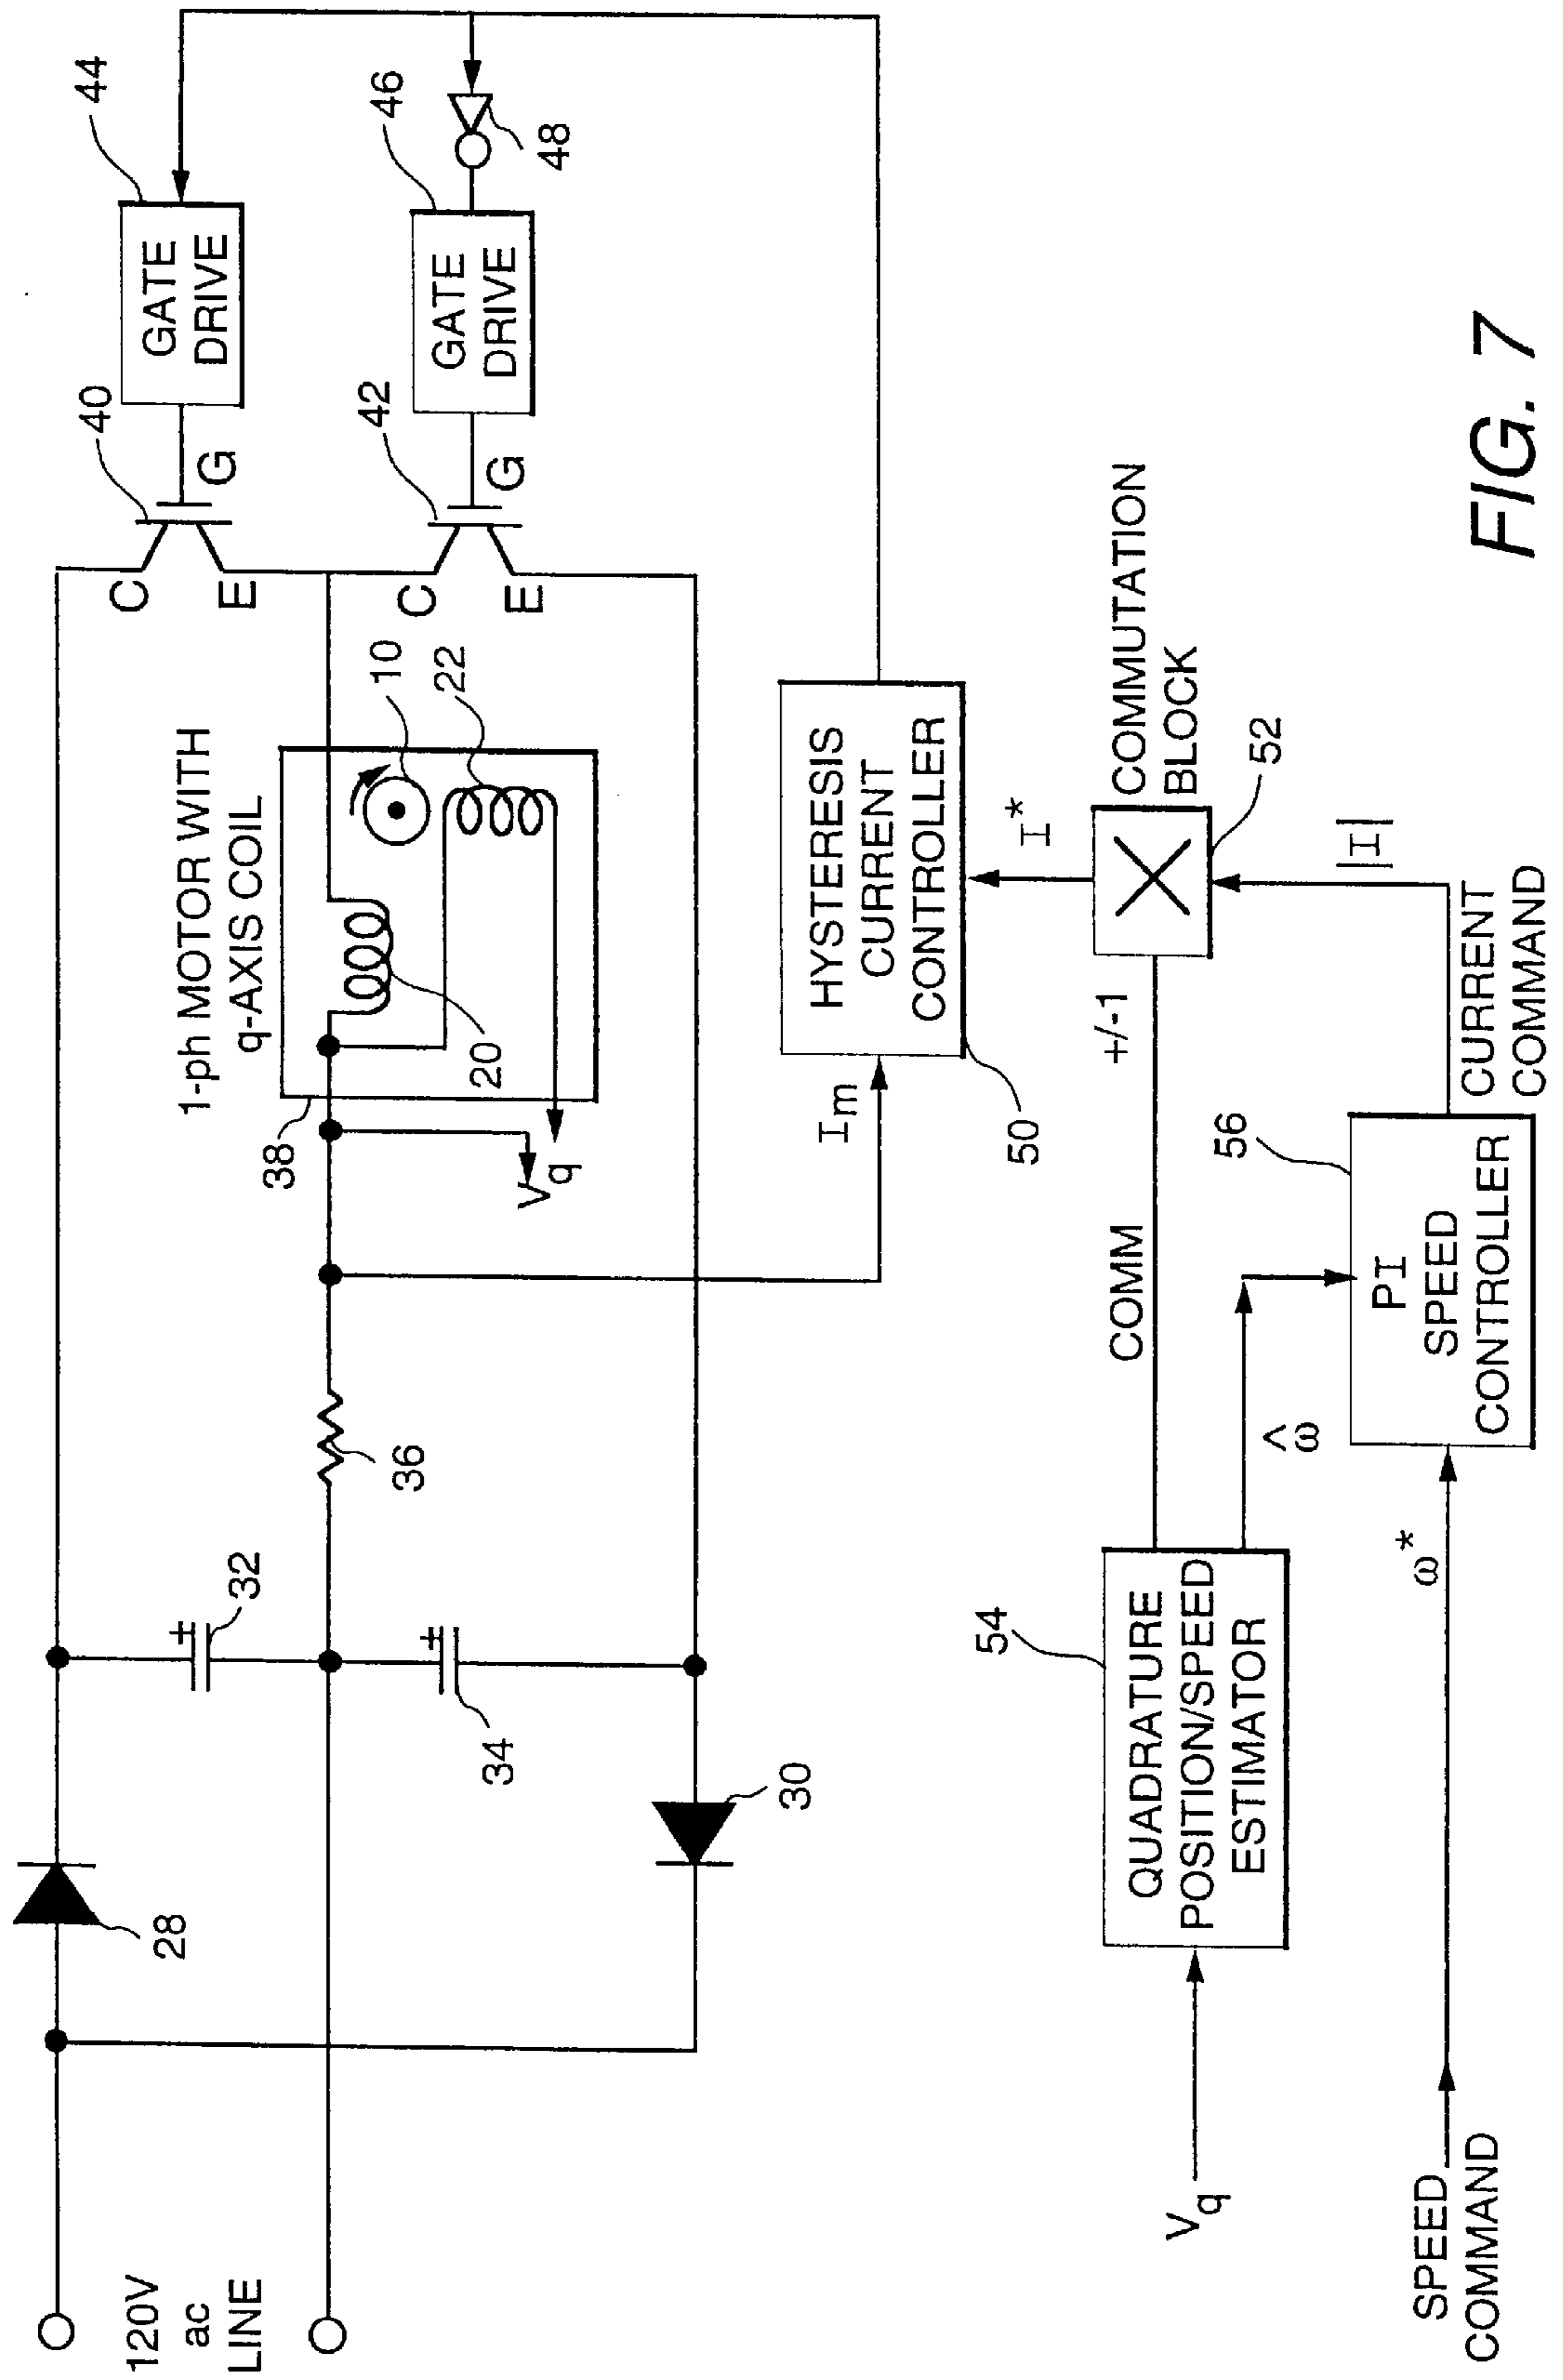 120V
ac
LINE
28
30
32
34
36
1-ph MOTOR WITH
q-AXIS COIL
38
20
10
22
Vq
C
E
G
40
C
E
G
42
GATE
DRIVE
44
GATE
DRIVE
46
48
Im
HYSTERESIS
CURRENT
CONTROLLER
50
I*
COMMUTATION
BLOCK
52
+/-1
COMM
|I|
CURRENT
COMMAND
Vq
QUADRATURE
POSITION/SPEED
ESTIMATOR
54
ω̂
PI
SPEED
CONTROLLER
56
ω*
SPEED
COMMAND
FIG. 7